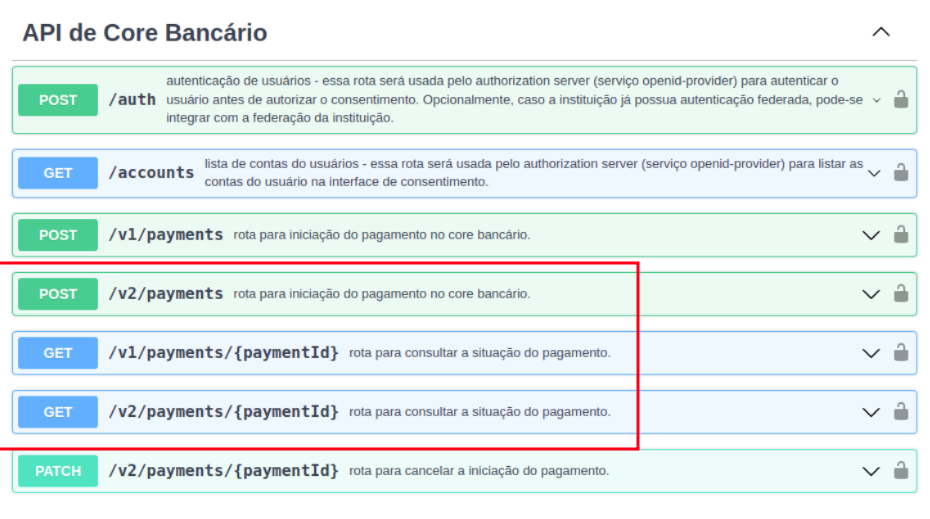 API de Core Bancário
POST /auth autenticação de usuários - essa rota será usada pelo authorization server (serviço openid-provider) para autenticar o
usuário antes de autorizar o consentimento. Opcionalmente, caso a instituição já possua autenticação federada, pode-se
integrar com a federação da instituição.
GET /accounts lista de contas do usuários - essa rota será usada pelo authorization server (serviço openid-provider) para listar as
contas do usuário na interface de consentimento.
POST /v1/payments rota para iniciação do pagamento no core bancário.
POST /v2/payments rota para iniciação do pagamento no core bancário.
GET /v1/payments/{paymentId} rota para consultar a situação do pagamento.
GET /v2/payments/{paymentId} rota para consultar a situação do pagamento.
PATCH /v2/payments/{paymentId} rota para cancelar a iniciação do pagamento.